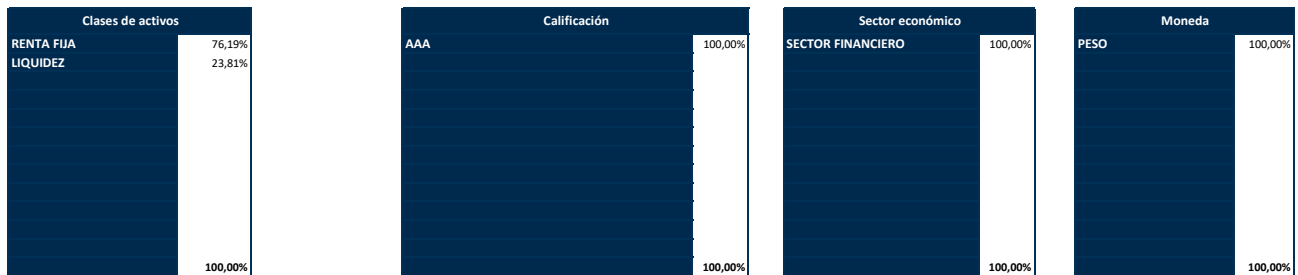 Clases de activos
RENTA FIJA 76,19%
LIQUIDEZ 23,81%
100,00%
Calificación
AAA 100,00%
100,00%
Sector económico
SECTOR FINANCIERO 100,00%
100,00%
Moneda
PESO 100,00%
100,00%